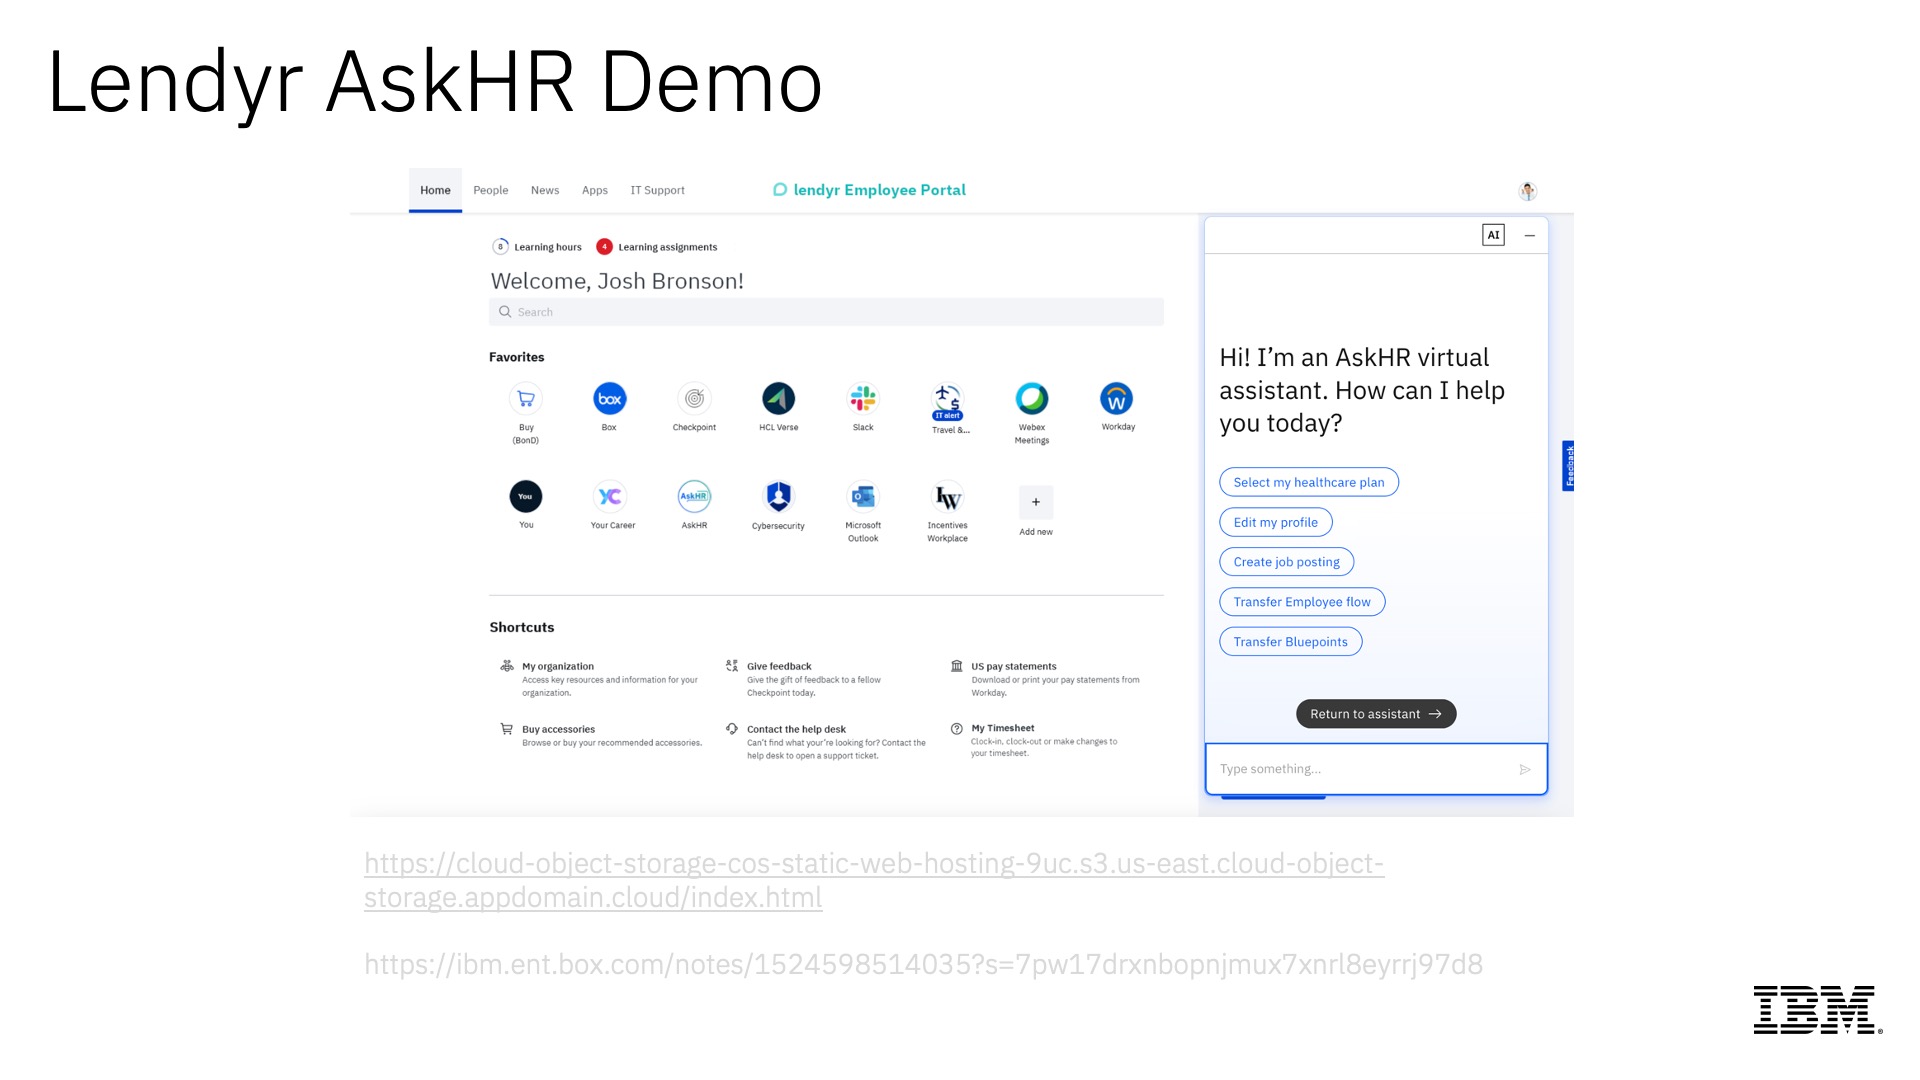 Lendyr AskHR Demo
Home People News Apps IT Support
lendyr Employee Portal
8 Learning hours 4 Learning assignments
Welcome, Josh Bronson!
Search
Favorites
Buy
(BonD)
box
Box
Checkpoint
HCL Verse
Slack
IT alert
Travel &...
Webex
Meetings
W
Workday
You
You
YC
Your Career
AskHR
AskHR
Cybersecurity
Microsoft
Outlook
IW
Incentives
Workplace
+
Add new
Shortcuts
My organization
Access key resources and information for your
organization.
Give feedback
Give the gift of feedback to a fellow
Checkpoint today.
US pay statements
Download or print your pay statements from
Workday.
Buy accessories
Browse or buy your recommended accessories.
Contact the help desk
Can't find what your're looking for? Contact the
help desk to open a support ticket.
My Timesheet
Clock-in, clock-out or make changes to
your timesheet.
AI
Hi! I'm an AskHR virtual
assistant. How can I help
you today?
Select my healthcare plan
Edit my profile
Create job posting
Transfer Employee flow
Transfer Bluepoints
Return to assistant →
Type something...
Feedback
https://cloud-object-storage-cos-static-web-hosting-9uc.s3.us-east.cloud-object-
storage.appdomain.cloud/index.html
https://ibm.ent.box.com/notes/1524598514035?s=7pw17drxnbopnjmux7xnrl8eyrrj97d8
IBM®